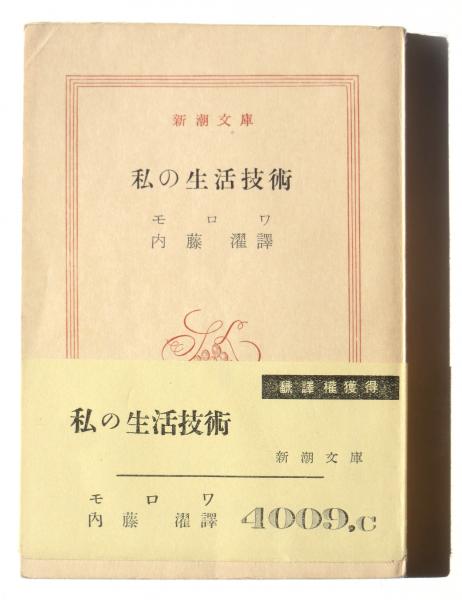 新潮文庫
私の生活技術
モロワ
内藤濯譯
飜譯權獲得
私の生活技術
新潮文庫
モロワ
内藤濯譯 4009,C